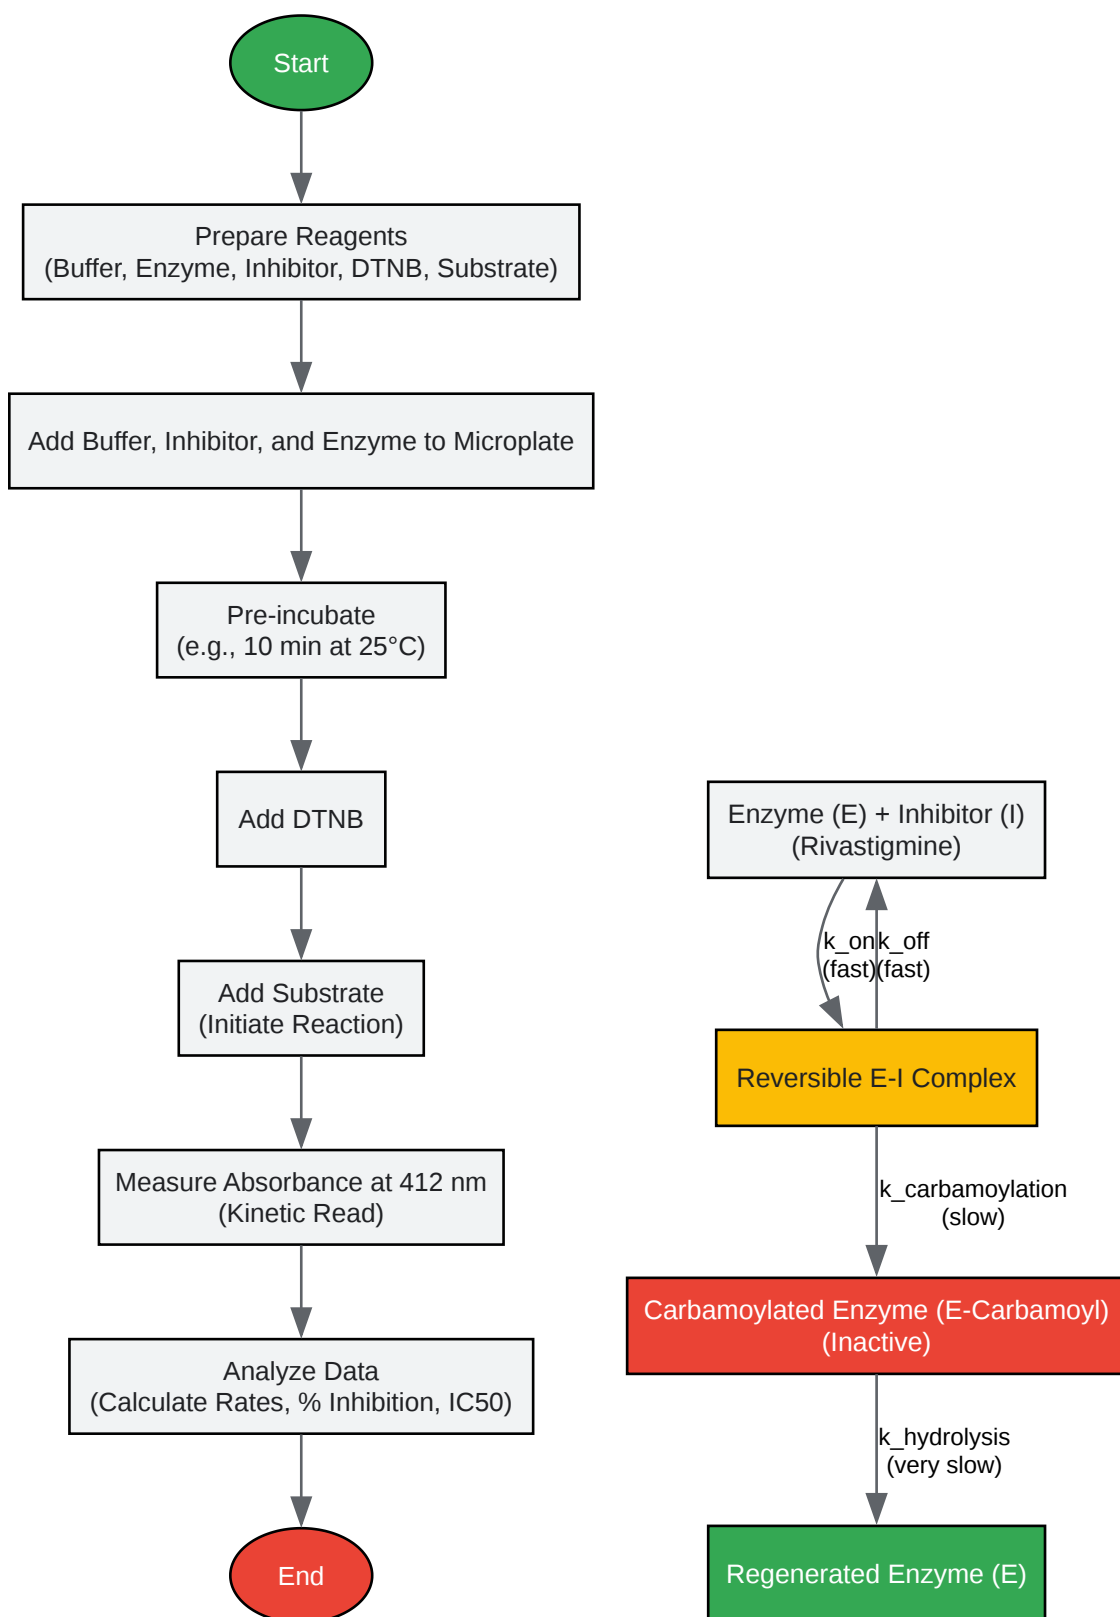 Start
Prepare Reagents
(Buffer, Enzyme, Inhibitor, DTNB, Substrate)
Add Buffer, Inhibitor, and Enzyme to Microplate
Pre-incubate
(e.g., 10 min at 25°C)
Add DTNB
Add Substrate
(Initiate Reaction)
Measure Absorbance at 412 nm
(Kinetic Read)
Analyze Data
(Calculate Rates, % Inhibition, IC50)
End
Enzyme (E) + Inhibitor (I)
(Rivastigmine)
k_on
(fast)
k_off
(fast)
Reversible E-I Complex
k_carbamoylation
(slow)
Carbamoylated Enzyme (E-Carbamoyl)
(Inactive)
k_hydrolysis
(very slow)
Regenerated Enzyme (E)